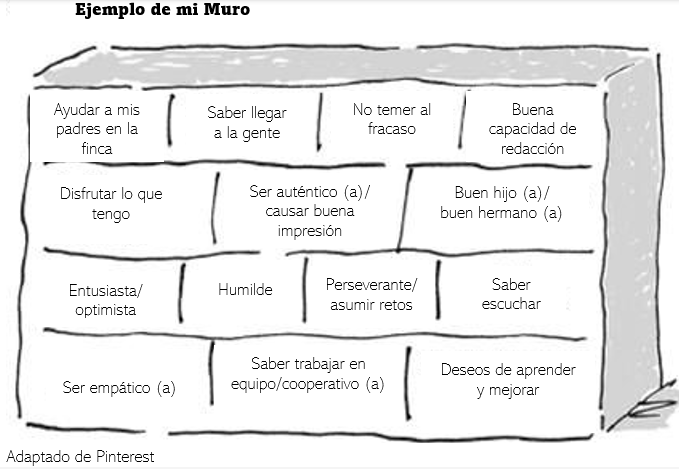 Ejemplo de mi Muro
Ayudar a mis
padres en la
finca
Saber llegar
a la gente
No temer al
fracaso
Buena
capacidad de
redacción
Disfrutar lo que
tengo
Ser auténtico (a)/
causar buena
impresión
Buen hijo (a)/
buen hermano (a)
Entusiasta/
optimista
Humilde
Perseverante/
asumir retos
Saber
escuchar
Ser empático (a)
Saber trabajar en
equipo/cooperativo (a)
Deseos de aprender
y mejorar
Adaptado de Pinterest